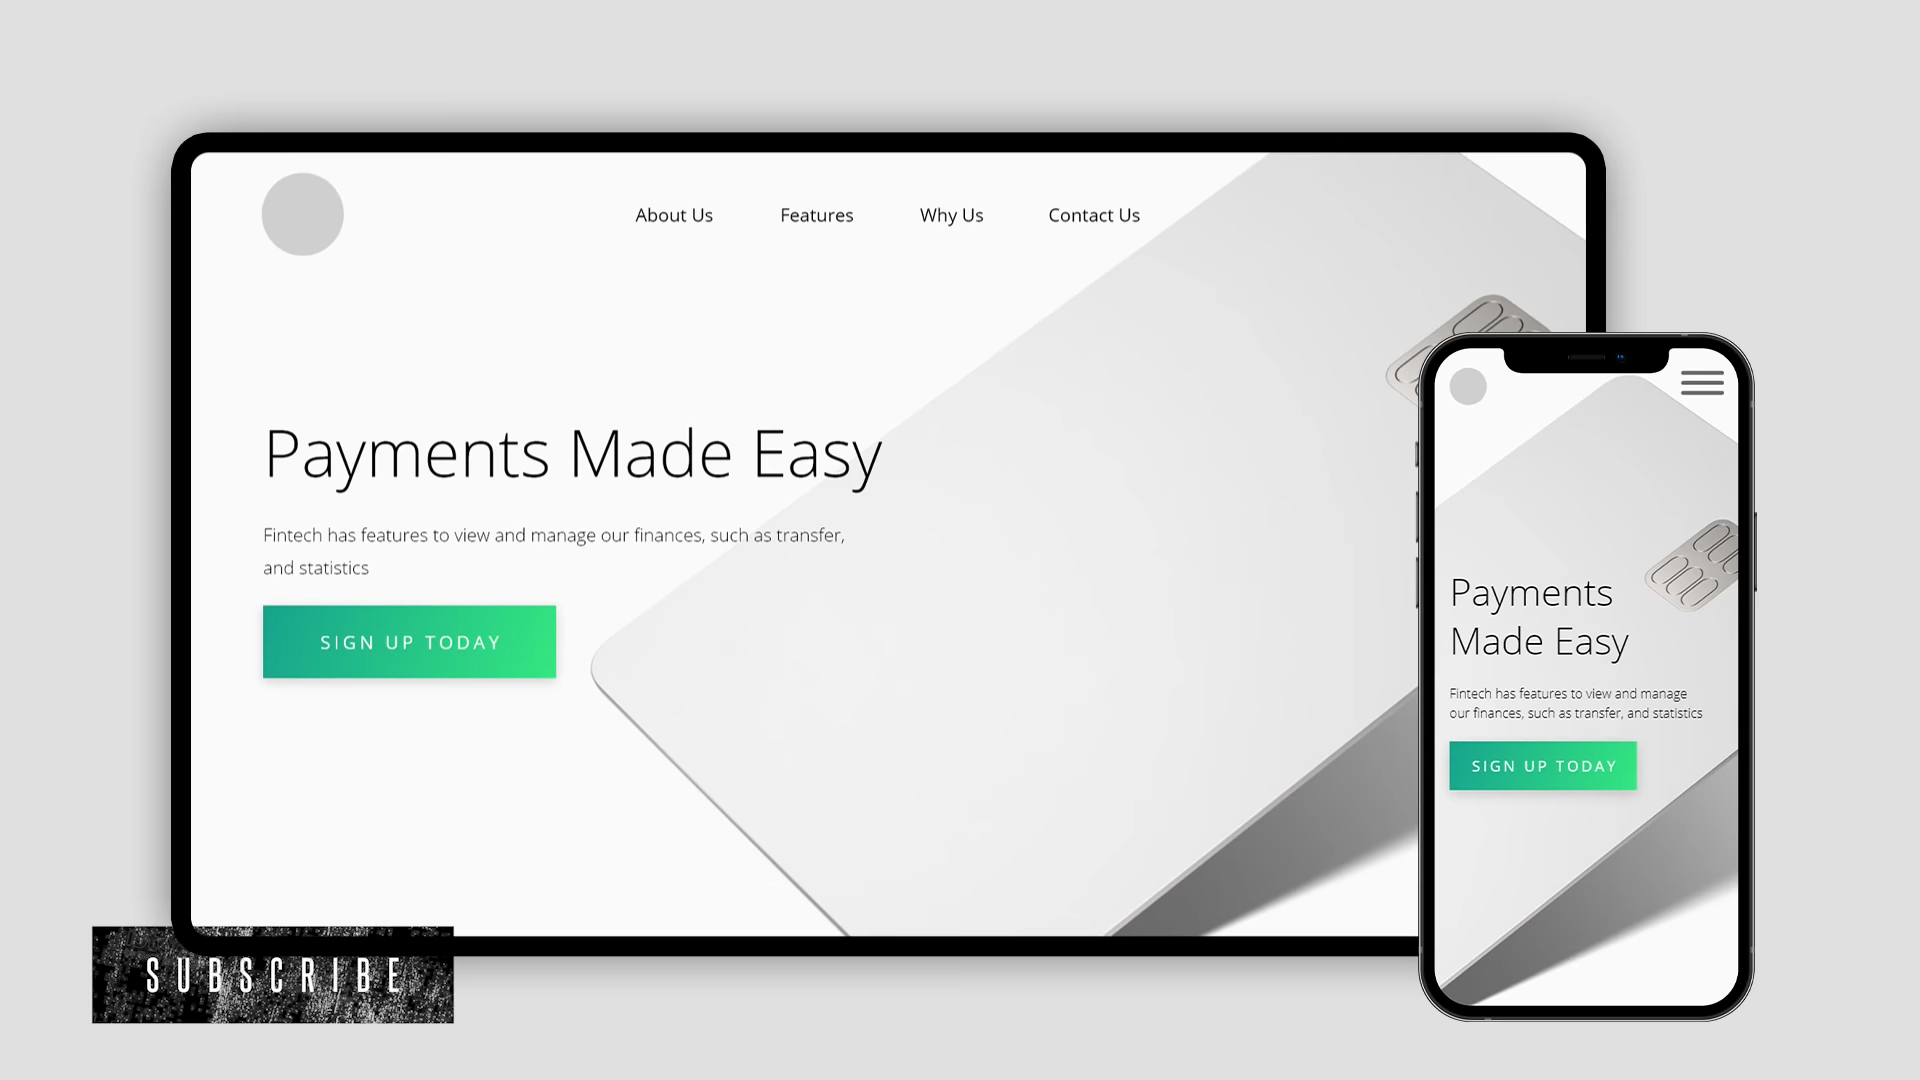 About Us
Features
Why Us
Contact Us
Payments Made Easy
Fintech has features to view and manage our finances, such as transfer,
and statistics
SIGN UP TODAY
Payments
Made Easy
Fintech has features to view and manage
our finances, such as transfer, and statistics
SIGN UP TODAY
SUBSCRIBE